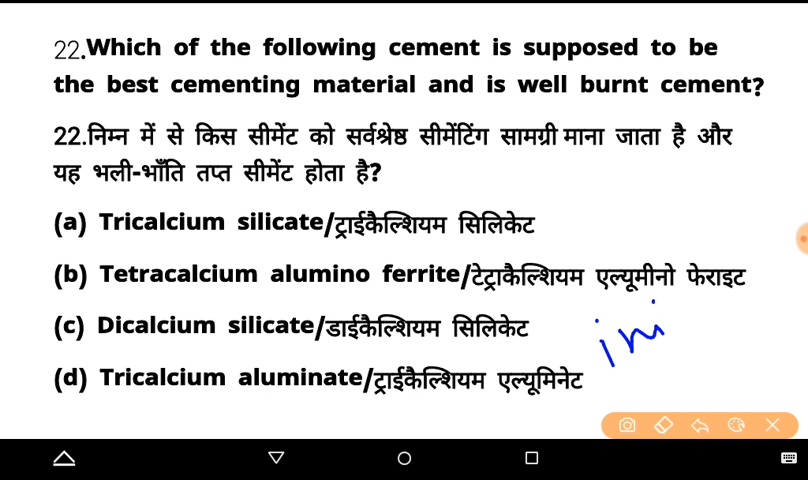 22.Which of the following cement is supposed to be
the best cementing material and is well burnt cement?
22.निम्न में से किस सीमेंट को सर्वश्रेष्ठ सीमेंटिंग सामग्री माना जाता है और
यह भली-भाँति तप्त सीमेंट होता है?
(a) Tricalcium silicate/ट्राईकैल्शियम सिलिकेट
(b) Tetracalcium alumino ferrite/टेट्राकैल्शियम एल्यूमीनो फेराइट
(c) Dicalcium silicate/डाईकैल्शियम सिलिकेट
ini
(d) Tricalcium aluminate/ट्राईकैल्शियम एल्यूमिनेट